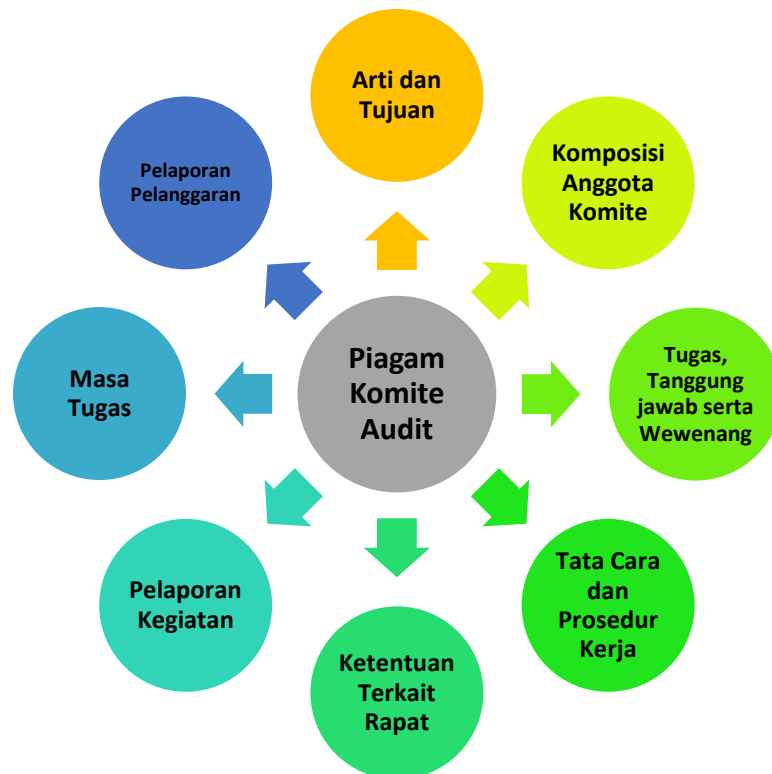 Arti dan
Tujuan
Komposisi
Anggota
Komite
Tugas,
Tanggung
jawab serta
Wewenang
Tata Cara
dan
Prosedur
Kerja
Ketentuan
Terkait
Rapat
Pelaporan
Kegiatan
Masa
Tugas
Pelaporan
Pelanggaran
Piagam
Komite
Audit